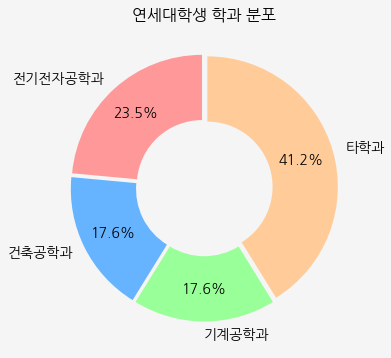 연세대학생 학과 분포
전기전자공학과
23.5%
타학과
41.2%
건축공학과
17.6%
17.6%
기계공학과